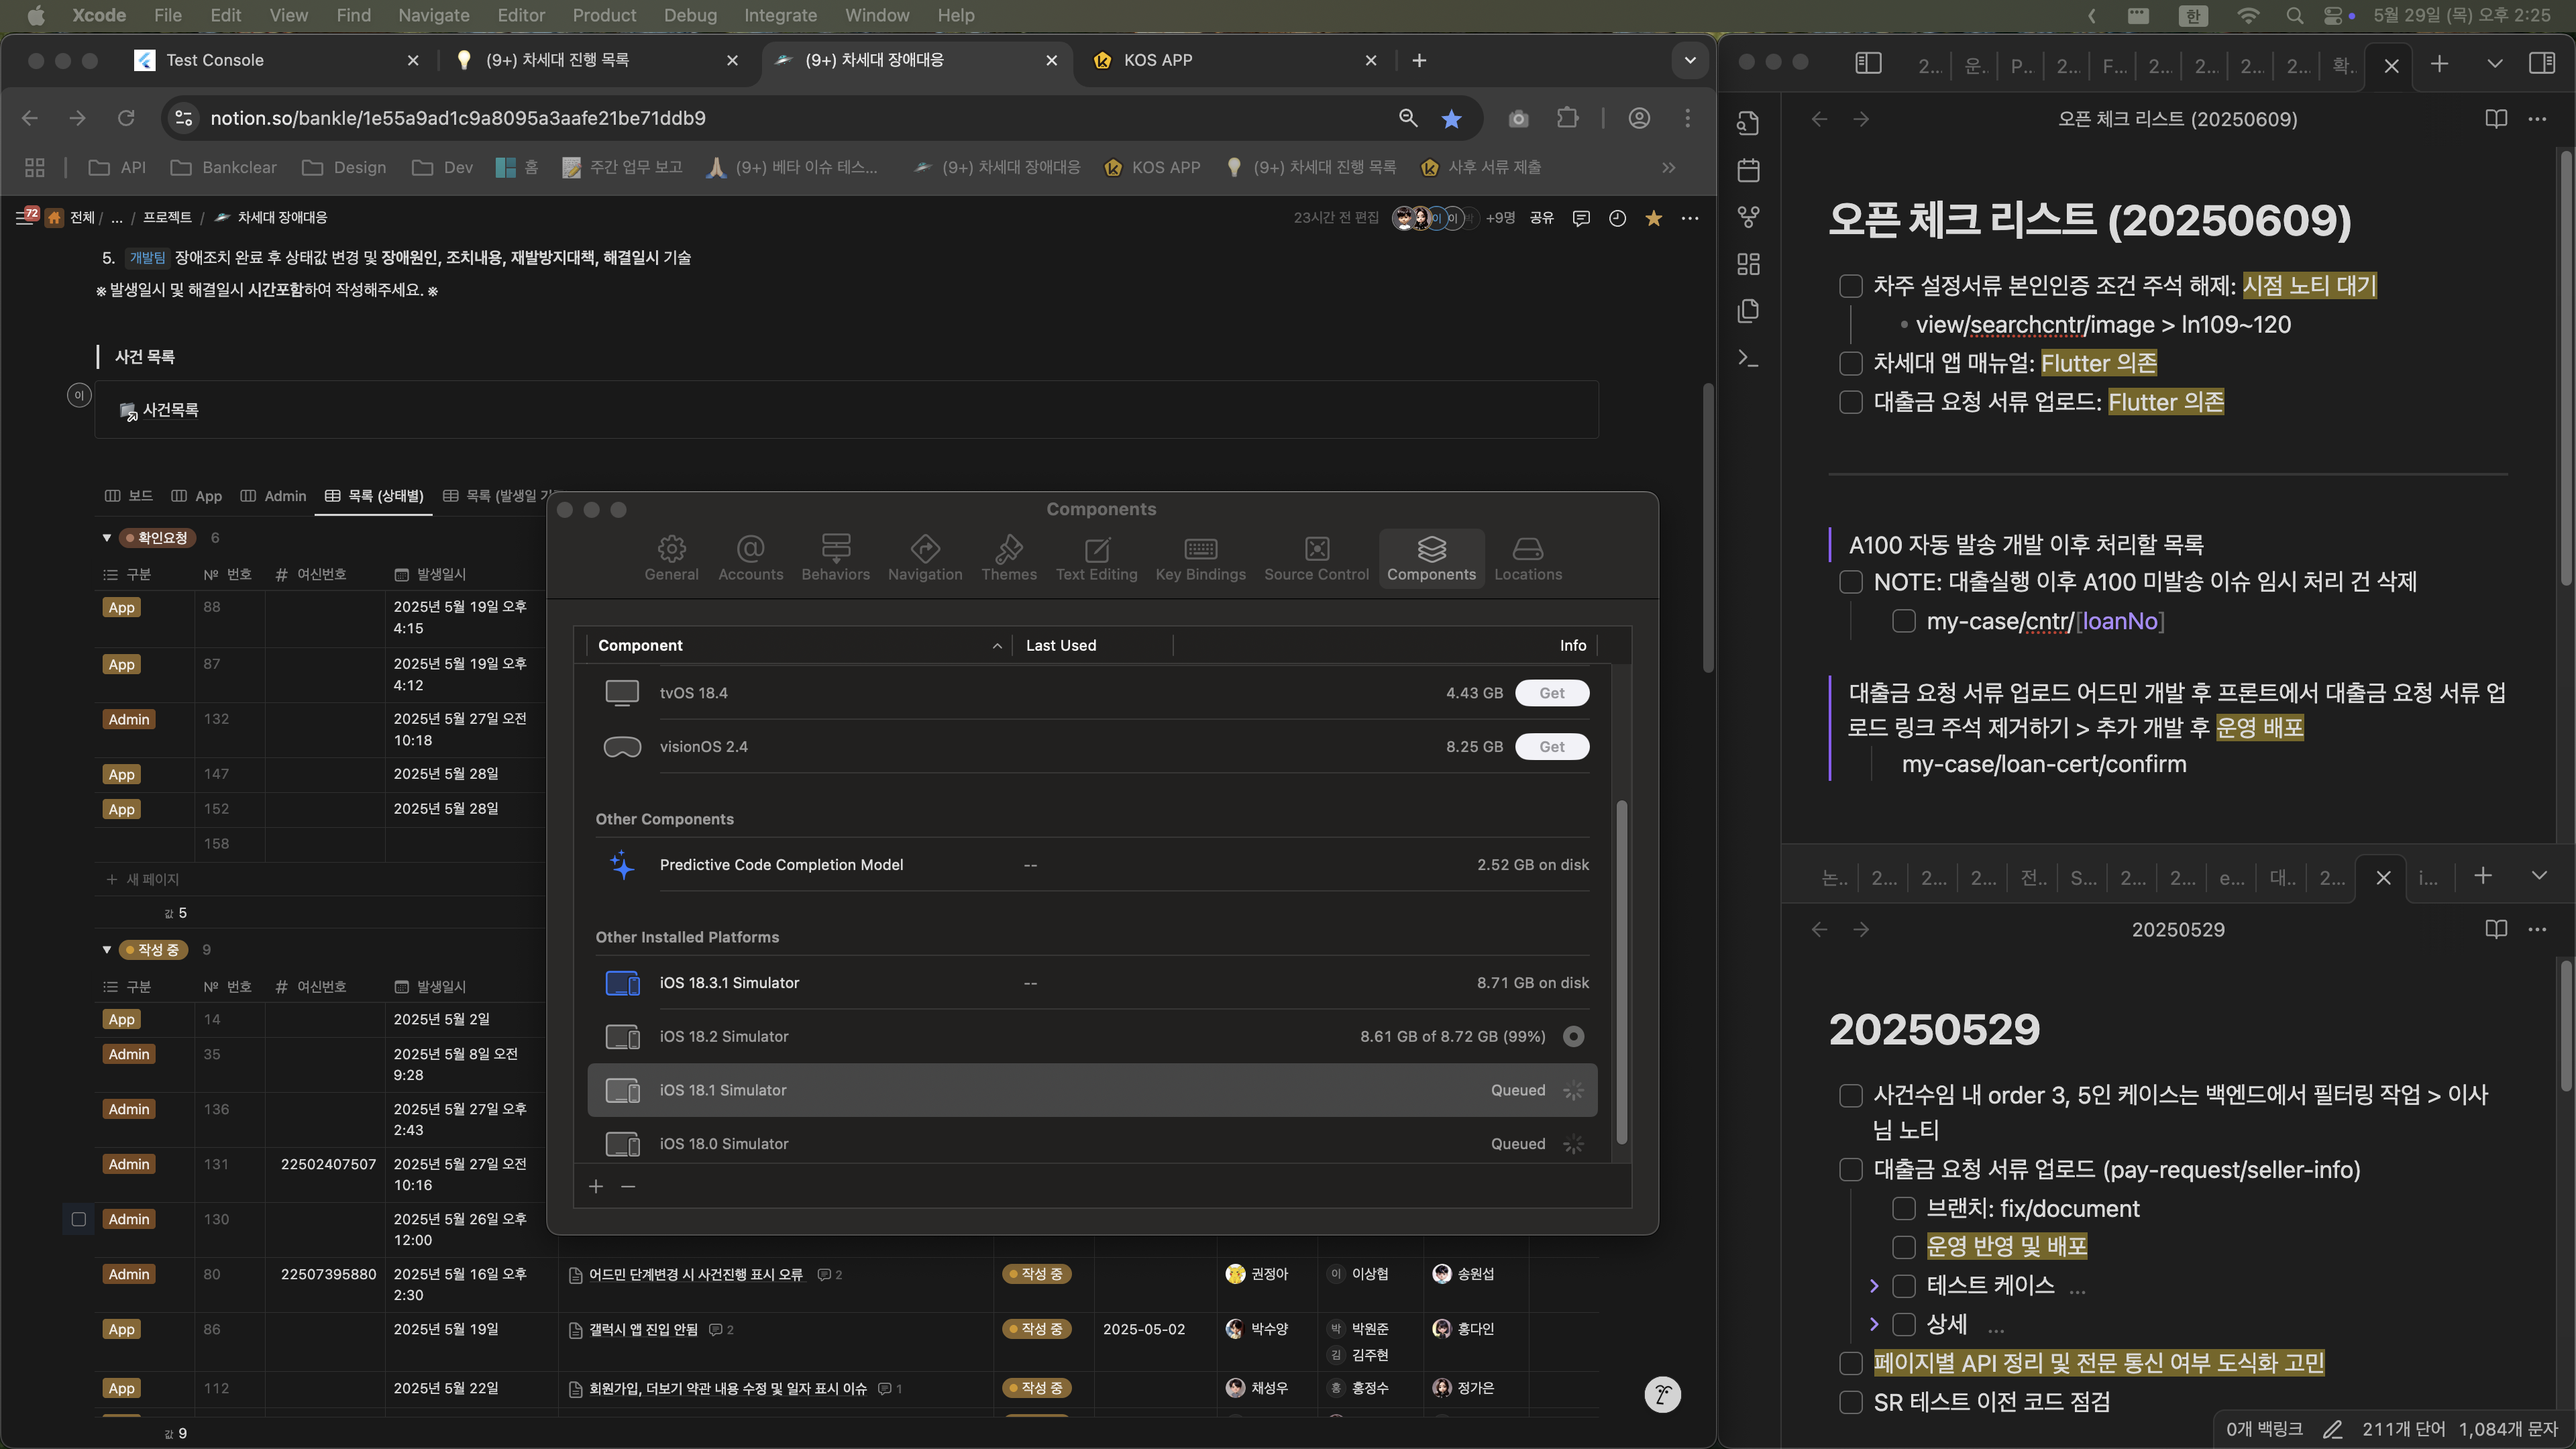 Xcode File Edit View Find Navigate Editor Product Debug Integrate Window Help
한 5월 29일 (목) 오후 2:25
Test Console
(9+) 차세대 진행 목록
(9+) 차세대 장애대응
KOS APP
notion.so/bankle/1e55a9ad1c9a8095a3aafe21be71ddb9
API Bankclear Design Dev 홈 주간 업무 보고 (9+) 베타 이슈 테스... (9+) 차세대 장애대응 KOS APP (9+) 차세대 진행 목록 사후 서류 제출
72 전체 / ... / 프로젝트 / 차세대 장애대응
23시간 전 편집 이 이 +9명 공유
5. 개발팀 장애조치 완료 후 상태값 변경 및 장애원인, 조치내용, 재발방지대책, 해결일시 기술
※ 발생일시 및 해결일시 시간포함하여 작성해주세요. ※
사건 목록
이
사건목록
보드 App Admin 목록 (상태별) 목록 (발생일
확인요청 6
구분 번호 여신번호 발생일시
App 88 2025년 5월 19일 오후
4:15
App 87 2025년 5월 19일 오후
4:12
Admin 132 2025년 5월 27일 오전
10:18
App 147 2025년 5월 28일
App 152 2025년 5월 28일
158
+ 새 페이지
값 5
작성 중 9
구분 번호 여신번호 발생일시
App 14 2025년 5월 2일
Admin 35 2025년 5월 8일 오전
9:28
Admin 136 2025년 5월 27일 오후
2:43
Admin 131 22502407507 2025년 5월 27일 오전
10:16
Admin 130 2025년 5월 26일 오후
12:00
Admin 80 22507395880 2025년 5월 16일 오후
2:30
어드민 단계변경 시 사건진행 표시 오류 2 작성 중 권정아 이 이상협 송원섭
App 86 2025년 5월 19일 갤럭시 앱 진입 안됨 2 작성 중 2025-05-02 박수양 박 박원준 홍다인
김 김주현
App 112 2025년 5월 22일 회원가입, 더보기 약관 내용 수정 및 일자 표시 이슈 1 작성 중 채성우 홍 홍정수 정가은
값 9
Components
General Accounts Behaviors Navigation Themes Text Editing Key Bindings Source Control Components Locations
Component Last Used Info
tvOS 18.4 4.43 GB Get
visionOS 2.4 8.25 GB Get
Other Components
Predictive Code Completion Model -- 2.52 GB on disk
Other Installed Platforms
iOS 18.3.1 Simulator -- 8.71 GB on disk
iOS 18.2 Simulator 8.61 GB of 8.72 GB (99%)
iOS 18.1 Simulator Queued
iOS 18.0 Simulator Queued
+ −
2... 운.. P... 2... F... 2... 2... 2... 2... 확..
오픈 체크 리스트 (20250609)
오픈 체크 리스트 (20250609)
차주 설정서류 본인인증 조건 주석 해제: 시점 노티 대기
view/searchcntr/image > ln109~120
차세대 앱 매뉴얼: Flutter 의존
대출금 요청 서류 업로드: Flutter 의존
A100 자동 발송 개발 이후 처리할 목록
NOTE: 대출실행 이후 A100 미발송 이슈 임시 처리 건 삭제
my-case/cntr/[loanNo]
대출금 요청 서류 업로드 어드민 개발 후 프론트에서 대출금 요청 서류 업
로드 링크 주석 제거하기 > 추가 개발 후 운영 배포
my-case/loan-cert/confirm
논.. 2... 2... 2... 전.. S... 2... 2... e... 대.. 2... i...
20250529
20250529
사건수임 내 order 3, 5인 케이스는 백엔드에서 필터링 작업 > 이사
님 노티
대출금 요청 서류 업로드 (pay-request/seller-info)
브랜치: fix/document
운영 반영 및 배포
테스트 케이스 ...
상세 ...
페이지별 API 정리 및 전문 통신 여부 도식화 고민
SR 테스트 이전 코드 점검
0개 백링크 211개 단어 1,084개 문자